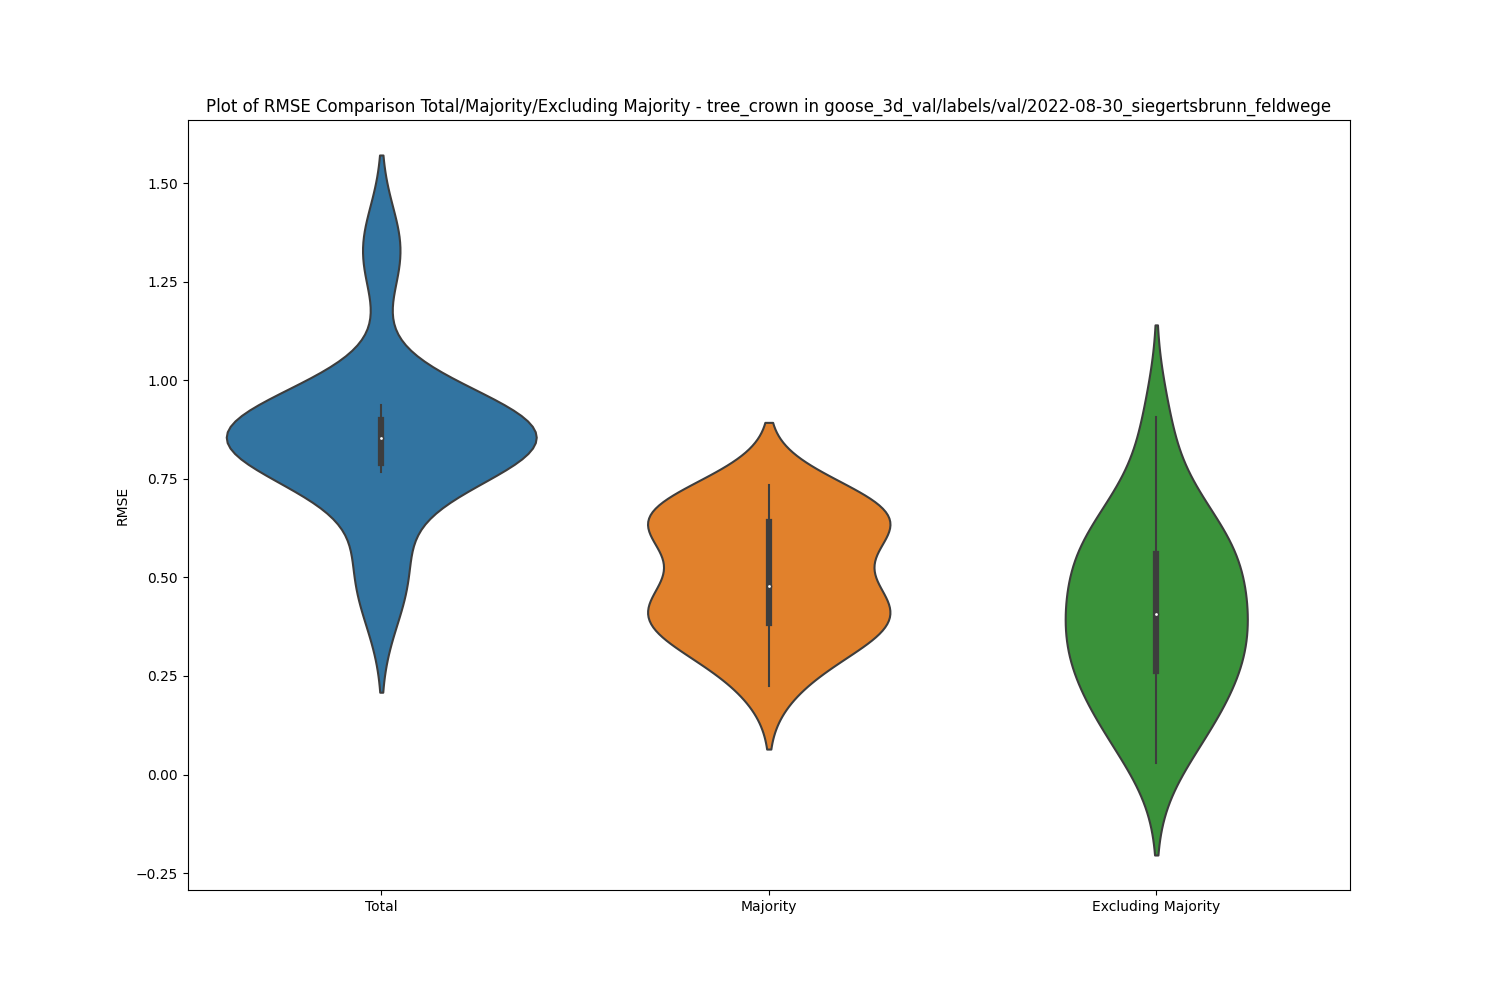 Plot of RMSE Comparison Total/Majority/Excluding Majority - tree_crown in goose_3d_val/labels/val/2022-08-30_siegertsbrunn_feldwege
1.50
1.25
1.00
0.75
0.50
0.25
0.00
−0.25
RMSE
Total
Majority
Excluding Majority